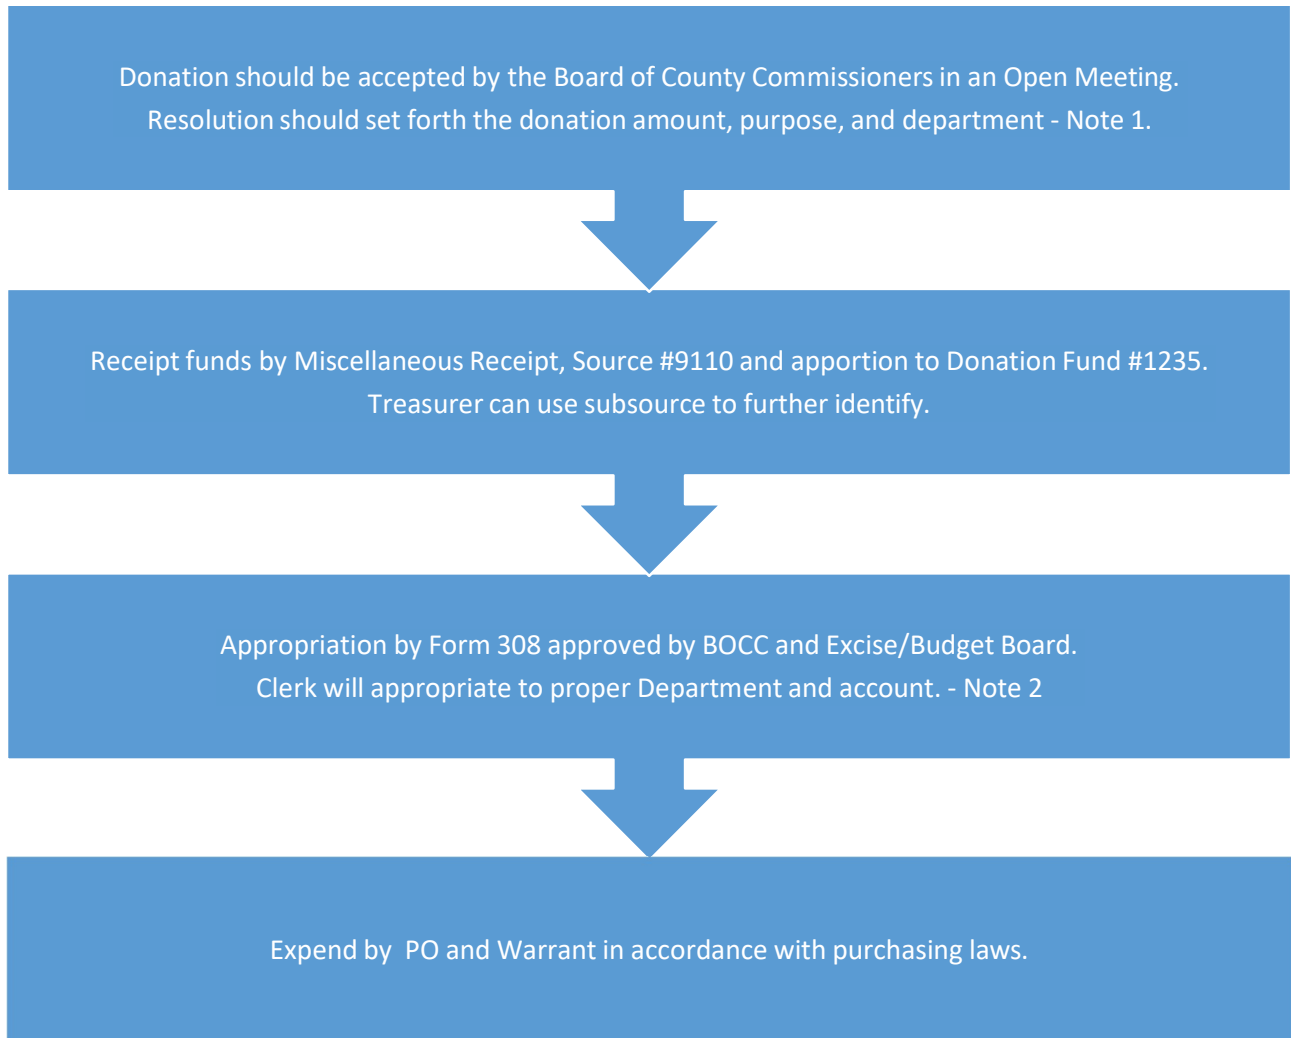 Donation should be accepted by the Board of County Commissioners in an Open Meeting.
Resolution should set forth the donation amount, purpose, and department - Note 1.
Receipt funds by Miscellaneous Receipt, Source #9110 and apportion to Donation Fund #1235.
Treasurer can use subsource to further identify.
Appropriation by Form 308 approved by BOCC and Excise/Budget Board.
Clerk will appropriate to proper Department and account. - Note 2
Expend by PO and Warrant in accordance with purchasing laws.